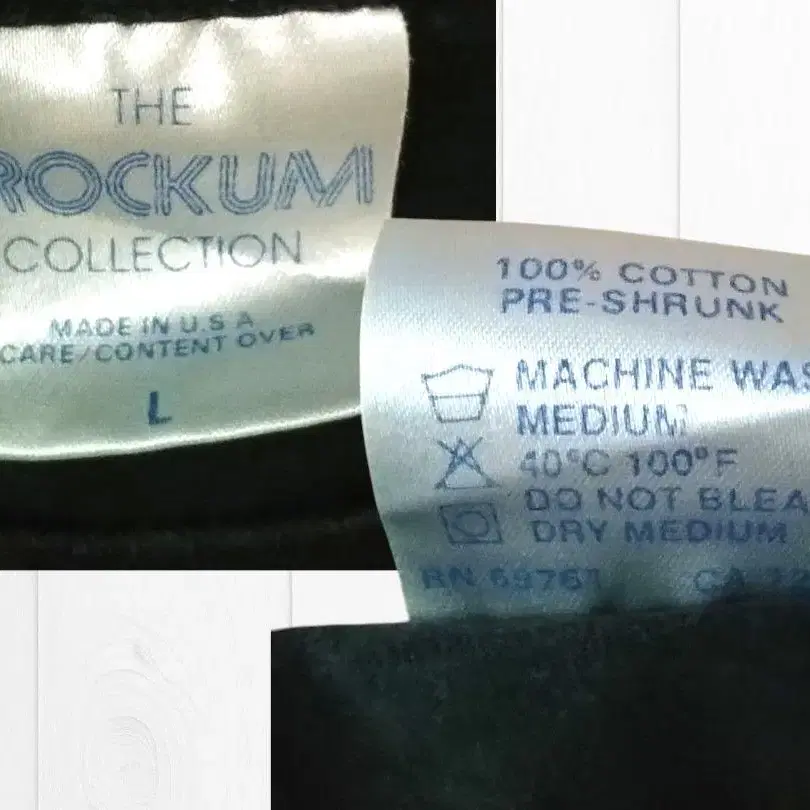 THE
ROCKUM
COLLECTION
MADE IN U.S A
CARE/CONTENT OVER
L
100% COTTON
PRE-SHRUNK
MACHINE WAS
MEDIUM
40°C 100°F
DO NOT BLEA
DRY MEDIUM
RN CA